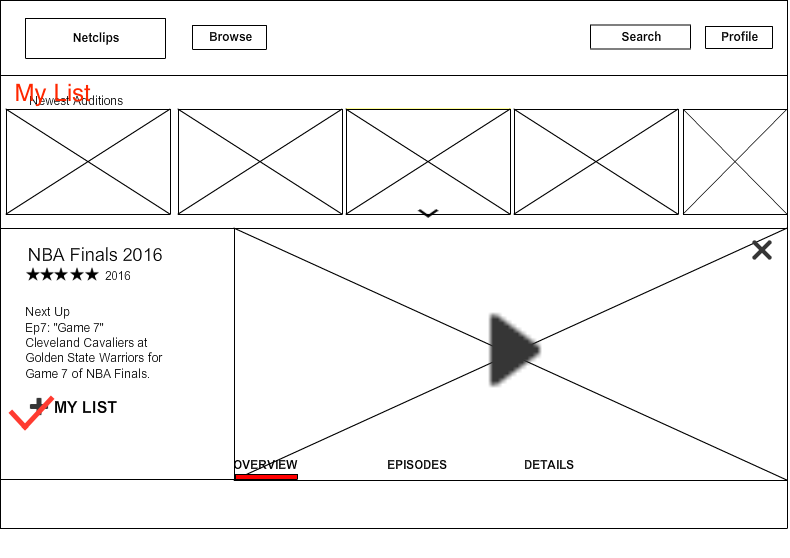 Netclips
Browse
Search
Profile
My List
Newest Additions
NBA Finals 2016
2016
Next Up
Ep7: "Game 7"
Cleveland Cavaliers at
Golden State Warriors for
Game 7 of NBA Finals.
MY LIST
OVERVIEW
EPISODES
DETAILS